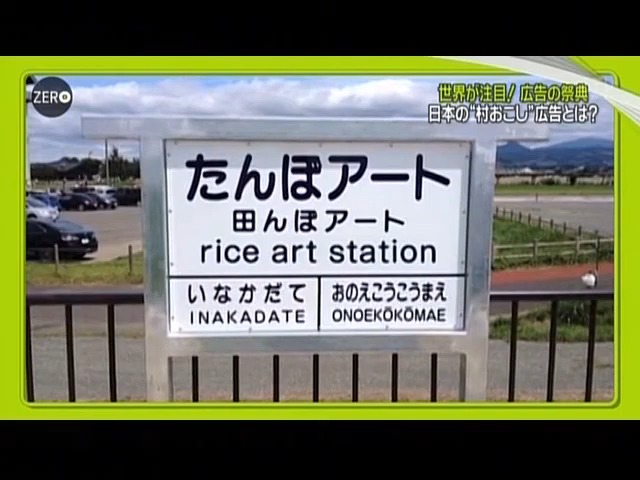 ZERO
世界が注目! 広告の祭典
日本の"村おこし"広告とは?
たんぼアート
田んぼアート
rice art station
いなかだて
おのえこうこうまえ
INAKADATE
ONOEKŌKŌMAE